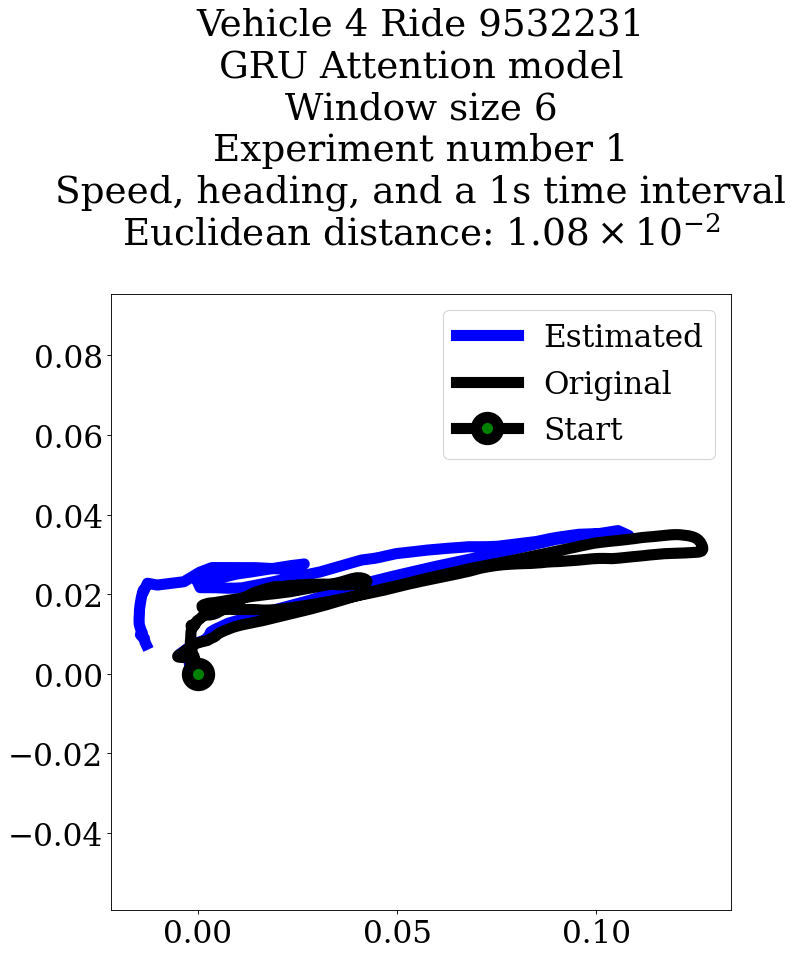 Vehicle 4 Ride 9532231
GRU Attention model
Window size 6
Experiment number 1
Speed, heading, and a 1s time interval
Euclidean distance: 1.08 × 10⁻²
Estimated
Original
Start
0.08
0.06
0.04
0.02
0.00
−0.02
−0.04
0.00 0.05 0.10